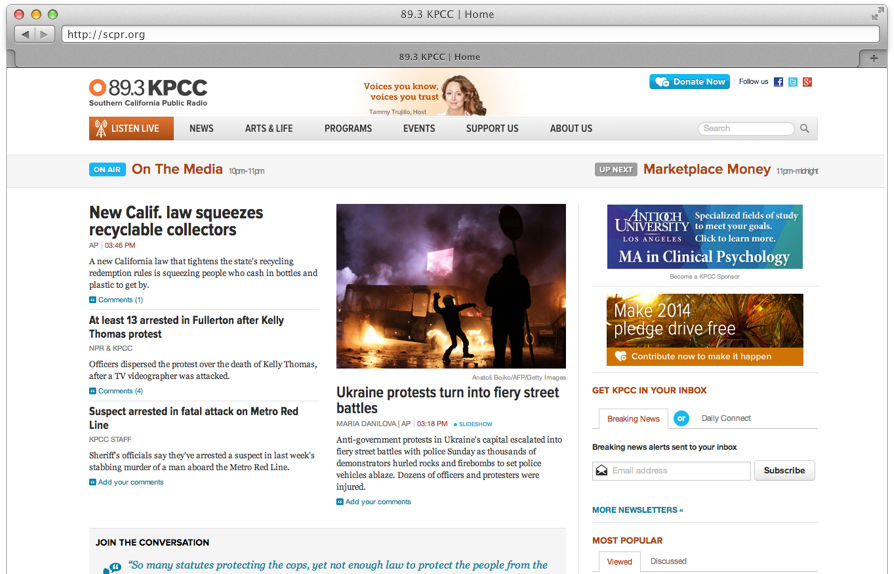 89.3 KPCC | Home
http://scpr.org
89.3 KPCC | Home
89.3 KPCC
Southern California Public Radio
Voices you know,
voices you trust
Tammy Trujillo, Host
Donate Now
Follow us
LISTEN LIVE
NEWS
ARTS & LIFE
PROGRAMS
EVENTS
SUPPORT US
ABOUT US
Search
ON AIR
On The Media
10pm-11pm
UP NEXT
Marketplace Money
11pm-midnight
New Calif. law squeezes
recyclable collectors
AP | 03:46 PM
A new California law that tightens the state's recycling
redemption rules is squeezing people who cash in bottles and
plastic to get by.
Comments (1)
At least 13 arrested in Fullerton after Kelly
Thomas protest
NPR & KPCC
Officers dispersed the protest over the death of Kelly Thomas,
after a TV videographer was attacked.
Comments (4)
Suspect arrested in fatal attack on Metro Red
Line
KPCC STAFF
Sheriff's officials say they've arrested a suspect in last week's
stabbing murder of a man aboard the Metro Red Line.
Add your comments
Anatoli Boiko/AFP/Getty Images
Ukraine protests turn into fiery street
battles
MARIA DANILOVA | AP | 03:18 PM
SLIDESHOW
Anti-government protests in Ukraine's capital escalated into
fiery street battles with police Sunday as thousands of
demonstrators hurled rocks and firebombs to set police
vehicles ablaze. Dozens of officers and protesters were
injured.
Add your comments
ANTIOCH
UNIVERSITY
LOS ANGELES
Specialized fields of study
to meet your goals.
Click to learn more.
MA in Clinical Psychology
Become a KPCC Sponsor
Make 2014
pledge drive free
Contribute now to make it happen
GET KPCC IN YOUR INBOX
Breaking News
or
Daily Connect
Breaking news alerts sent to your inbox
Email address
Subscribe
MORE NEWSLETTERS »
MOST POPULAR
Viewed
Discussed
JOIN THE CONVERSATION
“So many statutes protecting the cops, yet not enough law to protect the people from the